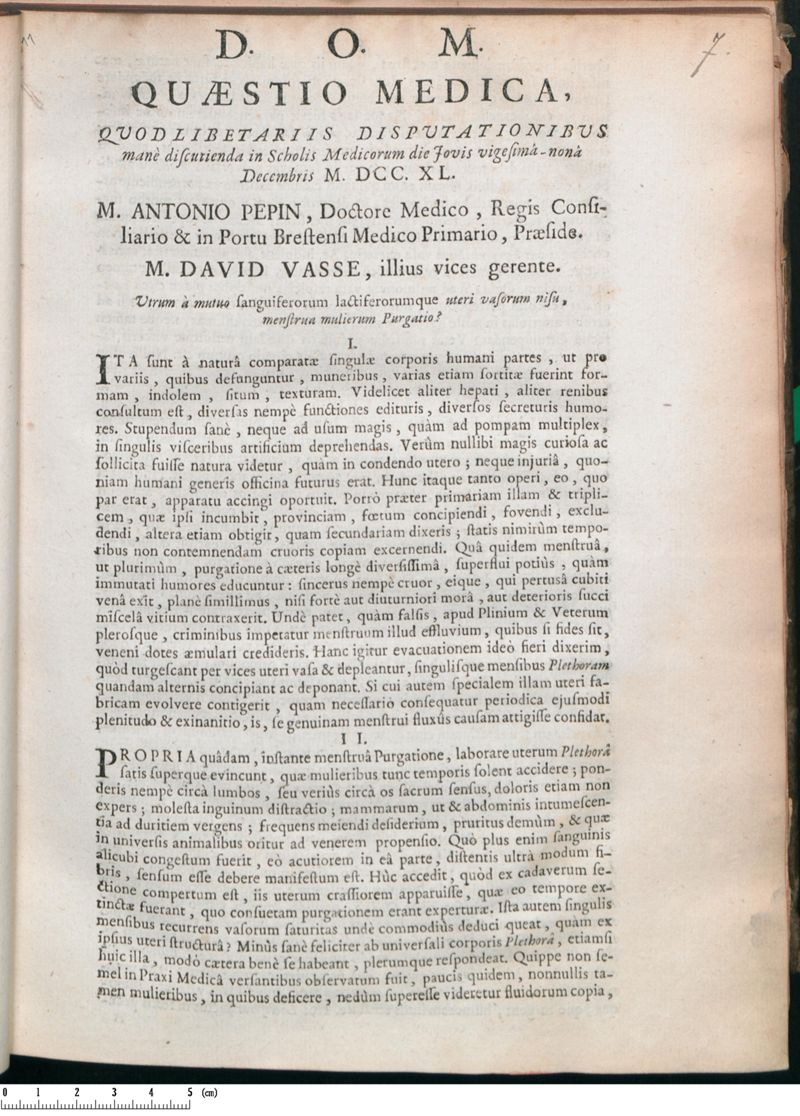 7.
D. O. M.
QUÆSTIO MEDICA,
QUODLIBETARIIS DISPUTATIONIBUS
manè diſcutienda in Scholis Medicorum die Jovis vigeſimâ-nonâ
Decembris M. DCC. XL.
M. ANTONIO PEPIN, Doctore Medico, Regis Conſi-
liario & in Portu Breſtenſi Medico Primario, Præſide.
M. DAVID VASSE, illius vices gerente.
Utrum à mutuo ſanguiferorum lactiferorumque uteri vaſorum niſu,
menſtrua mulierum Purgatio?
I.
ITA ſunt à naturâ comparatæ ſingulæ corporis humani partes, ut pro
variis, quibus defunguntur, muneribus, varias etiam ſortitæ fuerint for-
mam, indolem, ſitum, texturam. Videlicet aliter hepati, aliter renibus
conſultum eſt, diverſas nempè functiones edituris, diverſos ſecreturis humo-
res. Stupendum ſanè, neque ad uſum magis, quàm ad pompam multiplex,
in ſingulis viſceribus artificium deprehendas. Verùm nullibi magis curioſa ac
ſollicita fuiſſe natura videtur, quàm in condendo utero; neque injuriâ, quo-
niam humani generis officina futurus erat. Hunc itaque tanto operi, eo, quo
par erat, apparatu accingi oportuit. Porrò præter primariam illam & tripli-
cem, quæ ipſi incumbit, provinciam, fœtum concipiendi, fovendi, exclu-
dendi, altera etiam obtigit, quam ſecundariam dixeris; ſtatis nimirùm tempo-
ribus non contemnendam cruoris copiam excernendi. Quâ quidem menſtruâ,
ut plurimùm, purgatione à cæteris longè diverſiſſimâ, ſuperflui potiùs, quàm
immutati humores educuntur: ſincerus nempè cruor, eique, qui pertusâ cubiti
venâ exit, planè ſimillimus, niſi fortè aut diuturniori morâ, aut deterioris ſucci
miſcelâ vitium contraxerit. Undè patet, quàm falſis, apud Plinium & Veterum
pleroſque, criminibus impetatur menſtruum illud effluvium, quibus ſi fides ſit,
veneni dotes æmulari credideris. Hanc igitur evacuationem ideò fieri dixerim,
quòd turgeſcant per vices uteri vaſa & depleantur, ſinguliſque menſibus Plethoram
quandam alternis concipiant ac deponant. Si cui autem ſpecialem illam uteri fa-
bricam evolvere contigerit, quam neceſſariò conſequatur periodica ejuſmodi
plenitudo & exinanitio, is, ſe genuinam menſtrui fluxûs cauſam attigiſſe confidat.
II.
PROPRIA quâdam, inſtante menſtruâ Purgatione, laborare uterum Plethorâ
ſatis ſuperque evincunt, quæ mulieribus tunc temporis ſolent accidere; pon-
deris nempè circà lumbos, ſeu veriùs circà os ſacrum ſenſus, doloris etiam non
expers; moleſta inguinum diſtractio; mammarum, ut & abdominis intumeſcen-
tia ad duritiem vergens; frequens meiendi deſiderium, pruritus demùm, & quæ
in univerſis animalibus oritur ad venerem propenſio. Quò plus enim ſanguinis
alicubi congeſtum fuerit, eò acutiorem in eâ parte, diſtentis ultrà modum fi-
bris, ſenſum eſſe debere manifeſtum eſt. Hùc accedit, quòd ex cadaverum ſe-
ctione compertum eſt, iis uterum craſſiorem apparuiſſe, quæ eo tempore ex-
tinctæ fuerant, quo conſuetam purgationem erant experturæ. Iſta autem ſingulis
menſibus recurrens vaſorum ſaturitas undè commodiùs deduci queat, quàm ex
ipſius uteri ſtructurâ? Minùs ſanè feliciter ab univerſali corporis Plethorâ, etiamſi
huic illa, modò cætera benè ſe habeant, plerumque reſpondeat. Quippe non ſe-
mel in Praxi Medicâ verſantibus obſervatum fuit, paucis quidem, nonnullis ta-
men mulieribus, in quibus deficere, nedùm ſupereſſe videretur fluidorum copia,
0 1 2 3 4 5 (cm)